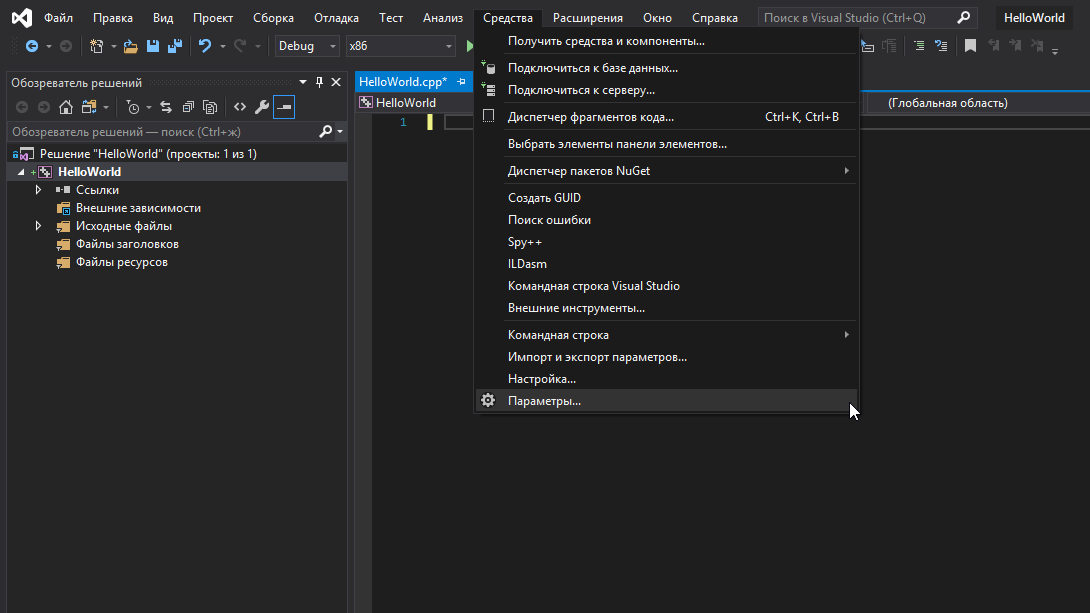 Файл Правка Вид Проект Сборка Отладка Тест Анализ Средства Расширения Окно Справка Поиск в Visual Studio (Ctrl+Q) HelloWorld
Debug x86
Обозреватель решений
Обозреватель решений — поиск (Ctrl+ж)
Решение "HelloWorld" (проекты: 1 из 1)
HelloWorld
Ссылки
Внешние зависимости
Исходные файлы
Файлы заголовков
Файлы ресурсов
HelloWorld.cpp*
HelloWorld
(Глобальная область)
1
Получить средства и компоненты...
Подключиться к базе данных...
Подключиться к серверу...
Диспетчер фрагментов кода... Ctrl+K, Ctrl+B
Выбрать элементы панели элементов...
Диспетчер пакетов NuGet
Создать GUID
Поиск ошибки
Spy++
ILDasm
Командная строка Visual Studio
Внешние инструменты...
Командная строка
Импорт и экспорт параметров...
Настройка...
Параметры...